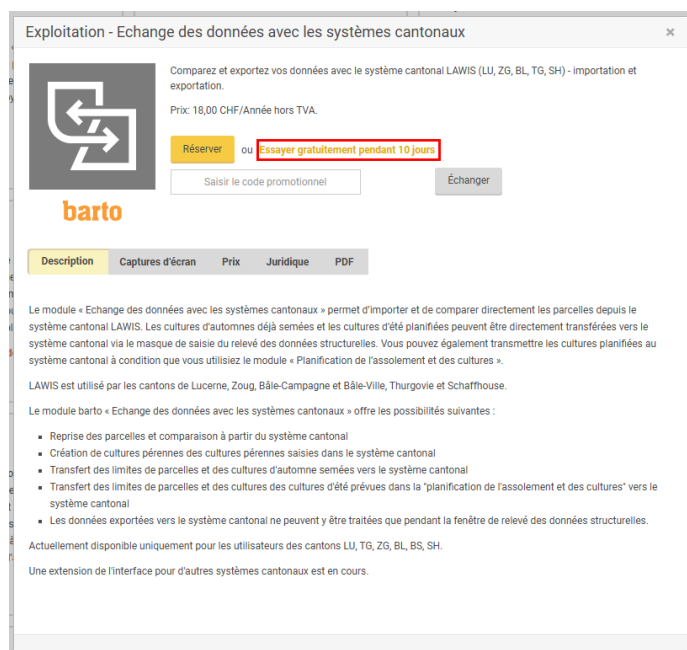 Exploitation - Echange des données avec les systèmes cantonaux
×
Comparez et exportez vos données avec le système cantonal LAWIS (LU, ZG, BL, TG, SH) - importation et
exportation.
Prix: 18,00 CHF/Année hors TVA.
Réserver ou Essayer gratuitement pendant 10 jours
Saisir le code promotionnel Échanger
barto
Description Captures d'écran Prix Juridique PDF
Le module « Echange des données avec les systèmes cantonaux » permet d'importer et de comparer directement les parcelles depuis le
système cantonal LAWIS. Les cultures d'automnes déjà semées et les cultures d'été planifiées peuvent être directement transférées vers le
système cantonal via le masque de saisie du relevé des données structurelles. Vous pouvez également transmettre les cultures planifiées au
système cantonal à condition que vous utilisiez le module « Planification de l'assolement et des cultures ».
LAWIS est utilisé par les cantons de Lucerne, Zoug, Bâle-Campagne et Bâle-Ville, Thurgovie et Schaffhouse.
Le module barto « Echange des données avec les systèmes cantonaux » offre les possibilités suivantes :
▪ Reprise des parcelles et comparaison à partir du système cantonal
▪ Création de cultures pérennes des cultures pérennes saisies dans le système cantonal
▪ Transfert des limites de parcelles et des cultures d'automne semées vers le système cantonal
▪ Transfert des limites de parcelles et des cultures des cultures d'été prévues dans la "planification de l'assolement et des cultures" vers le
système cantonal
▪ Les données exportées vers le système cantonal ne peuvent y être traitées que pendant la fenêtre de relevé des données structurelles.
Actuellement disponible uniquement pour les utilisateurs des cantons LU, TG, ZG, BL, BS, SH.
Une extension de l'interface pour d'autres systèmes cantonaux est en cours.